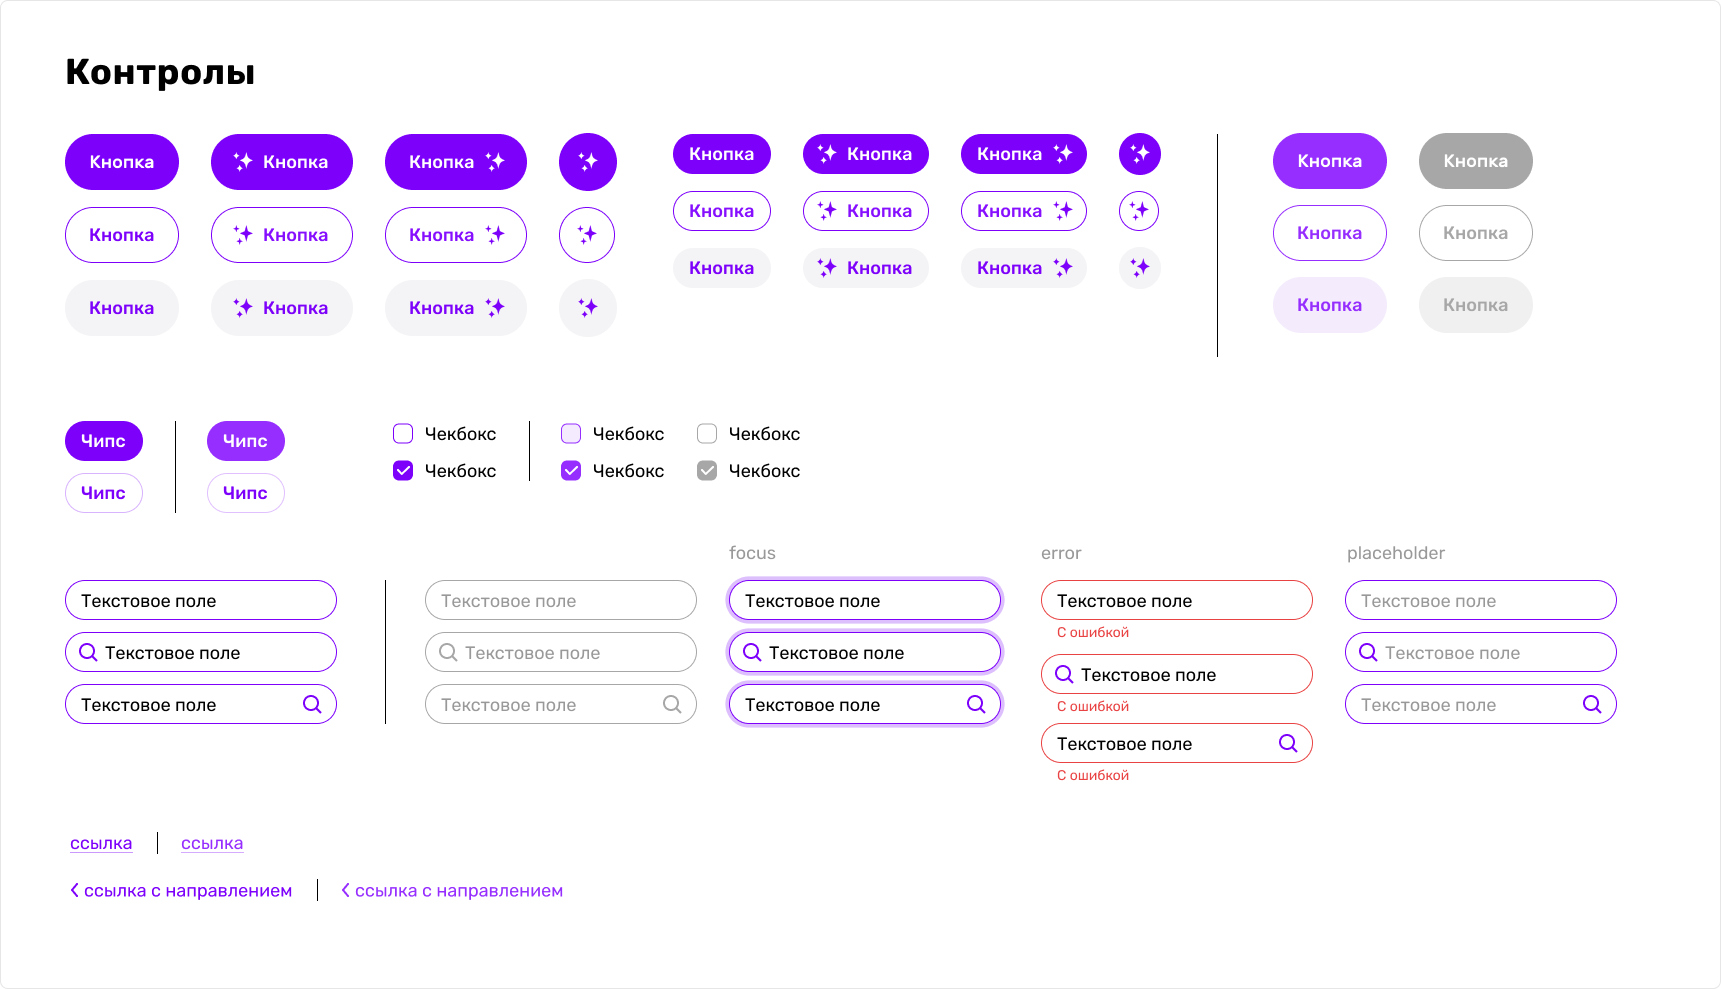 Контролы
Кнопка Кнопка Кнопка Кнопка Кнопка Кнопка Кнопка Кнопка
Кнопка Кнопка Кнопка Кнопка Кнопка Кнопка Кнопка Кнопка
Кнопка Кнопка Кнопка Кнопка Кнопка Кнопка Кнопка Кнопка
Чипс Чипс Чекбокс Чекбокс Чекбокс
Чекбокс Чекбокс Чекбокс
Чипс Чипс
focus error placeholder
Текстовое поле Текстовое поле Текстовое поле Текстовое поле Текстовое поле
С ошибкой
Текстовое поле Текстовое поле Текстовое поле Текстовое поле Текстовое поле
С ошибкой
Текстовое поле Текстовое поле Текстовое поле Текстовое поле Текстовое поле
С ошибкой
ссылка ссылка
ссылка с направлением ссылка с направлением